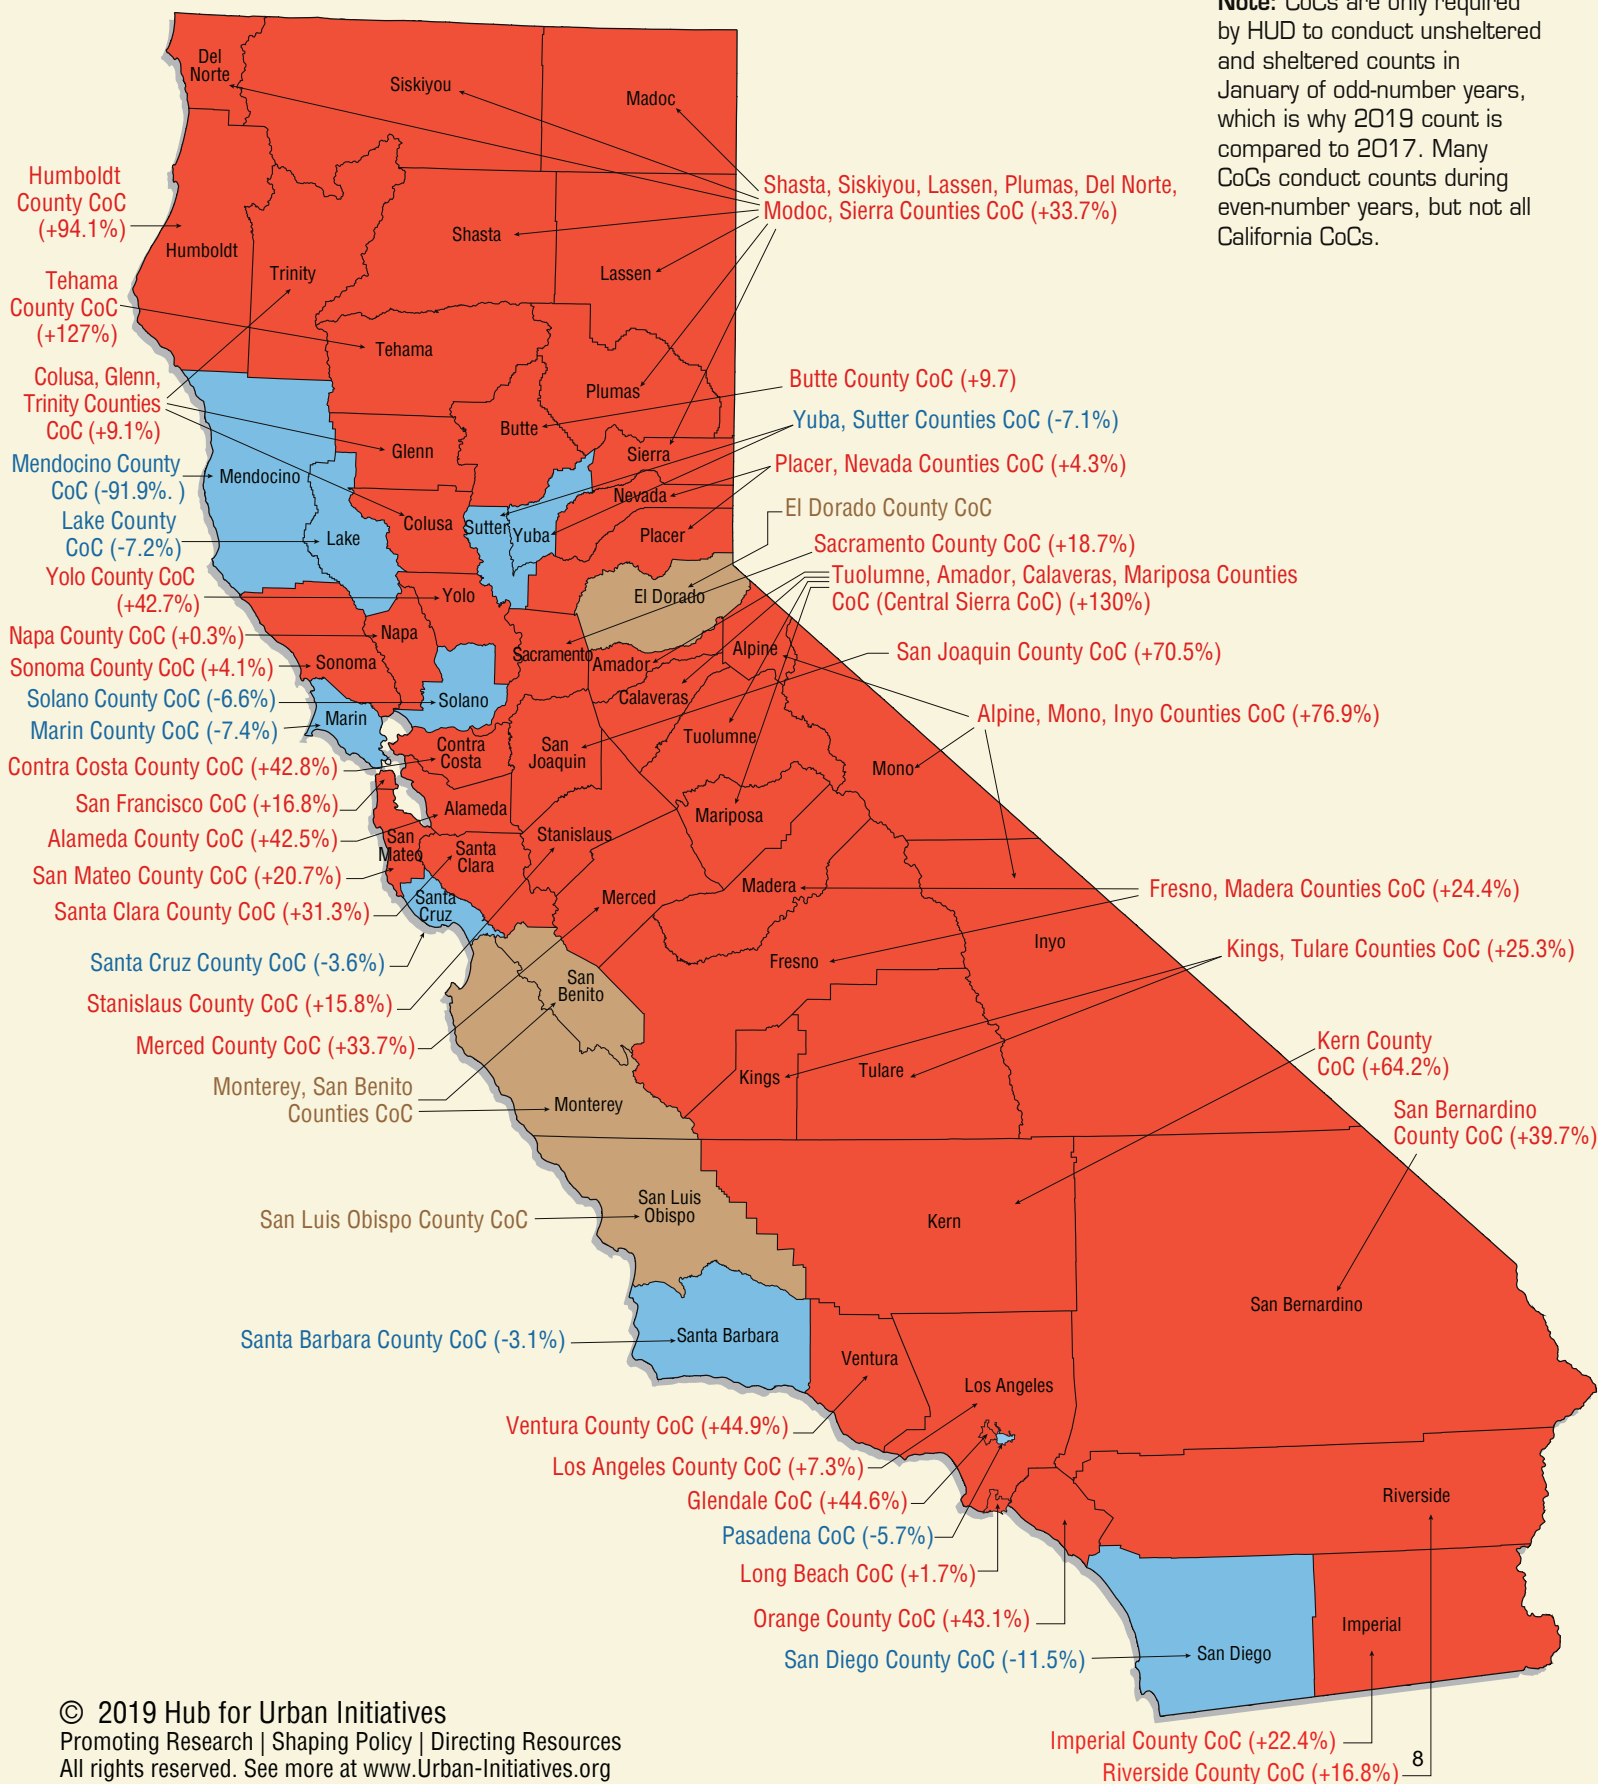 Note: CoCs are only required
by HUD to conduct unsheltered
and sheltered counts in
January of odd-number years,
which is why 2019 count is
compared to 2017. Many
CoCs conduct counts during
even-number years, but not all
California CoCs.
Del
Norte
Siskiyou
Madoc
Humboldt
County CoC
(+94.1%)
Shasta, Siskiyou, Lassen, Plumas, Del Norte,
Modoc, Sierra Counties CoC (+33.7%)
Humboldt
Shasta
Trinity
Lassen
Tehama
County CoC
(+127%)
Tehama
Colusa, Glenn,
Trinity Counties
CoC (+9.1%)
Plumas
Butte County CoC (+9.7)
Butte
Yuba, Sutter Counties CoC (-7.1%)
Glenn
Sierra
Placer, Nevada Counties CoC (+4.3%)
Mendocino County
CoC (-91.9%. )
Mendocino
Nevada
El Dorado County CoC
Lake County
CoC (-7.2%)
Lake
Colusa
Sutter
Yuba
Placer
Sacramento County CoC (+18.7%)
Yolo County CoC
(+42.7%)
Yolo
El Dorado
Tuolumne, Amador, Calaveras, Mariposa Counties
CoC (Central Sierra CoC) (+130%)
Napa County CoC (+0.3%)
Napa
Sonoma County CoC (+4.1%)
Sonoma
Sacramento
Amador
Alpine
San Joaquin County CoC (+70.5%)
Solano County CoC (-6.6%)
Solano
Calaveras
Marin County CoC (-7.4%)
Marin
Alpine, Mono, Inyo Counties CoC (+76.9%)
Contra
Costa
San
Joaquin
Tuolumne
Mono
Contra Costa County CoC (+42.8%)
San Francisco CoC (+16.8%)
Alameda
Mariposa
Alameda County CoC (+42.5%)
San
Mateo
Santa
Clara
Stanislaus
San Mateo County CoC (+20.7%)
Madera
Fresno, Madera Counties CoC (+24.4%)
Santa Clara County CoC (+31.3%)
Santa
Cruz
Merced
Inyo
Kings, Tulare Counties CoC (+25.3%)
Santa Cruz County CoC (-3.6%)
Fresno
San
Benito
Stanislaus County CoC (+15.8%)
Merced County CoC (+33.7%)
Kern County
CoC (+64.2%)
Kings
Tulare
Monterey, San Benito
Counties CoC
Monterey
San Bernardino
County CoC (+39.7%)
San Luis Obispo County CoC
San Luis
Obispo
Kern
San Bernardino
Santa Barbara County CoC (-3.1%)
Santa Barbara
Ventura
Los Angeles
Ventura County CoC (+44.9%)
Los Angeles County CoC (+7.3%)
Glendale CoC (+44.6%)
Riverside
Pasadena CoC (-5.7%)
Long Beach CoC (+1.7%)
Orange County CoC (+43.1%)
Imperial
San Diego County CoC (-11.5%)
San Diego
© 2019 Hub for Urban Initiatives
Promoting Research | Shaping Policy | Directing Resources
All rights reserved. See more at www.Urban-Initiatives.org
Imperial County CoC (+22.4%)
8
Riverside County CoC (+16.8%)